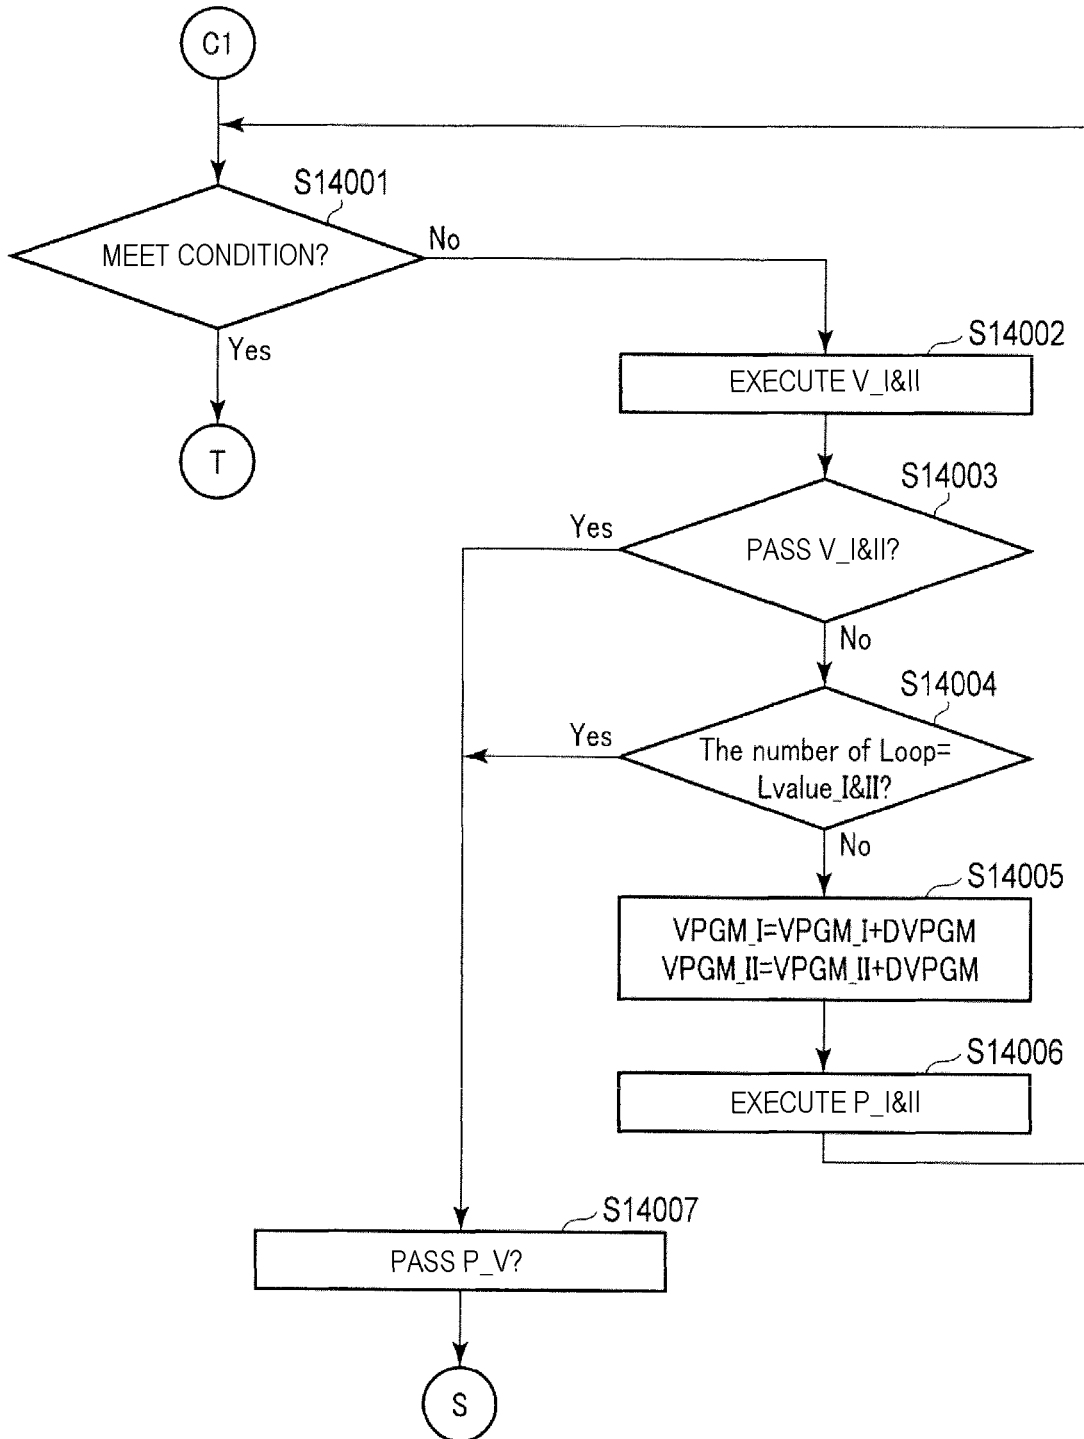 C1
S14001
MEET CONDITION?
No
Yes
T
S14002
EXECUTE V_I&II
S14003
Yes
PASS V_I&II?
No
S14004
Yes
The number of Loop=
Lvalue_I&II?
No
S14005
VPGM_I=VPGM_I+DVPGM
VPGM_II=VPGM_II+DVPGM
S14006
EXECUTE P_I&II
S14007
PASS P_V?
S